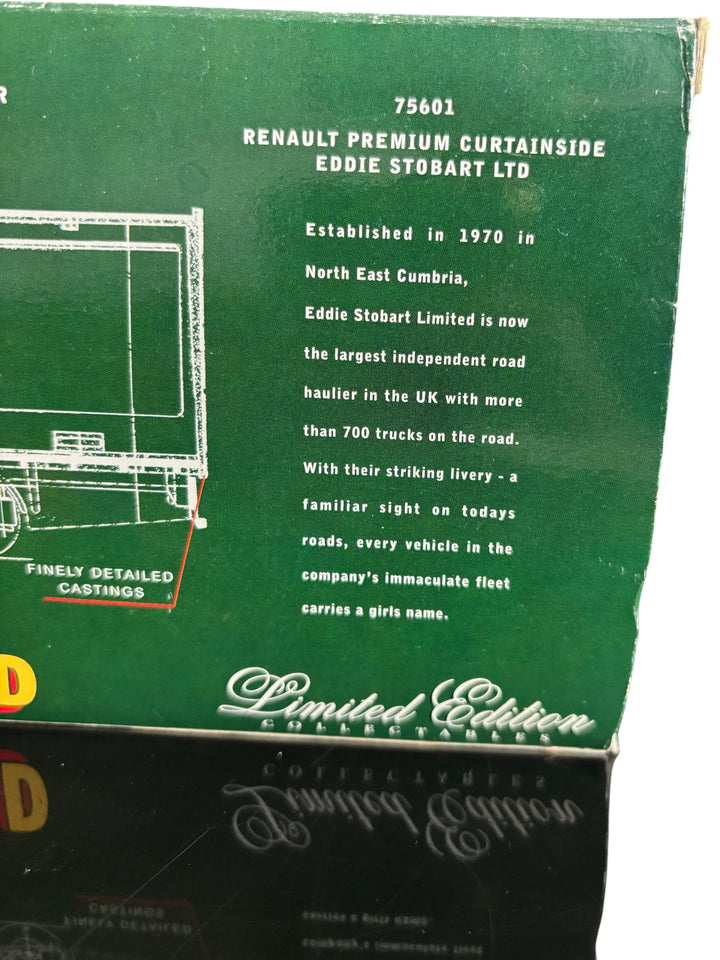 R
75601
RENAULT PREMIUM CURTAINSIDE
EDDIE STOBART LTD
Established in 1970 in
North East Cumbria,
Eddie Stobart Limited is now
the largest independent road
haulier in the UK with more
than 700 trucks on the road.
With their striking livery - a
familiar sight on todays
roads, every vehicle in the
company's immaculate fleet
carries a girls name.
FINELY DETAILED
CASTINGS
D
Limited Edition
COLLECTABLES